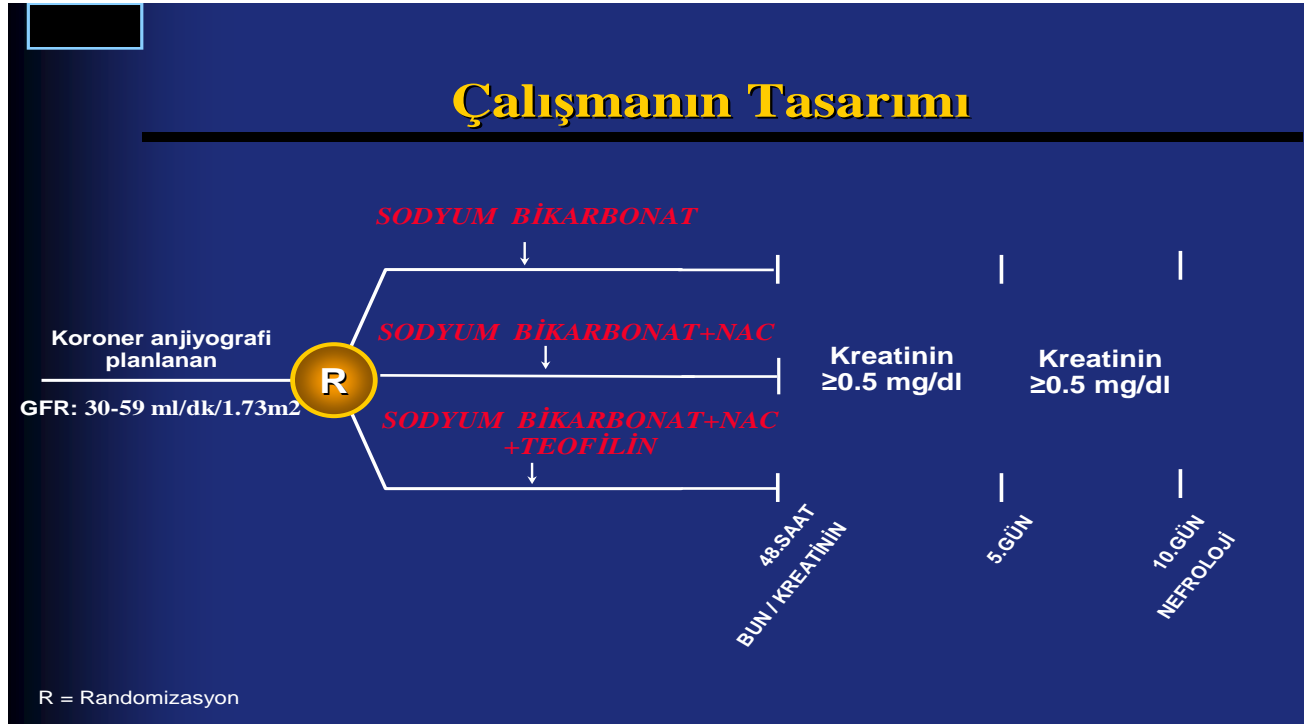 Çalışmanın Tasarımı
SODYUM BİKARBONAT
Koroner anjiyografi
planlanan
GFR: 30-59 ml/dk/1.73m2
R
SODYUM BİKARBONAT+NAC
SODYUM BİKARBONAT+NAC
+TEOFİLİN
Kreatinin
≥0.5 mg/dl
Kreatinin
≥0.5 mg/dl
48.SAAT
BUN / KREATİNİN
5.GÜN
10.GÜN
NEFROLOJİ
R = Randomizasyon